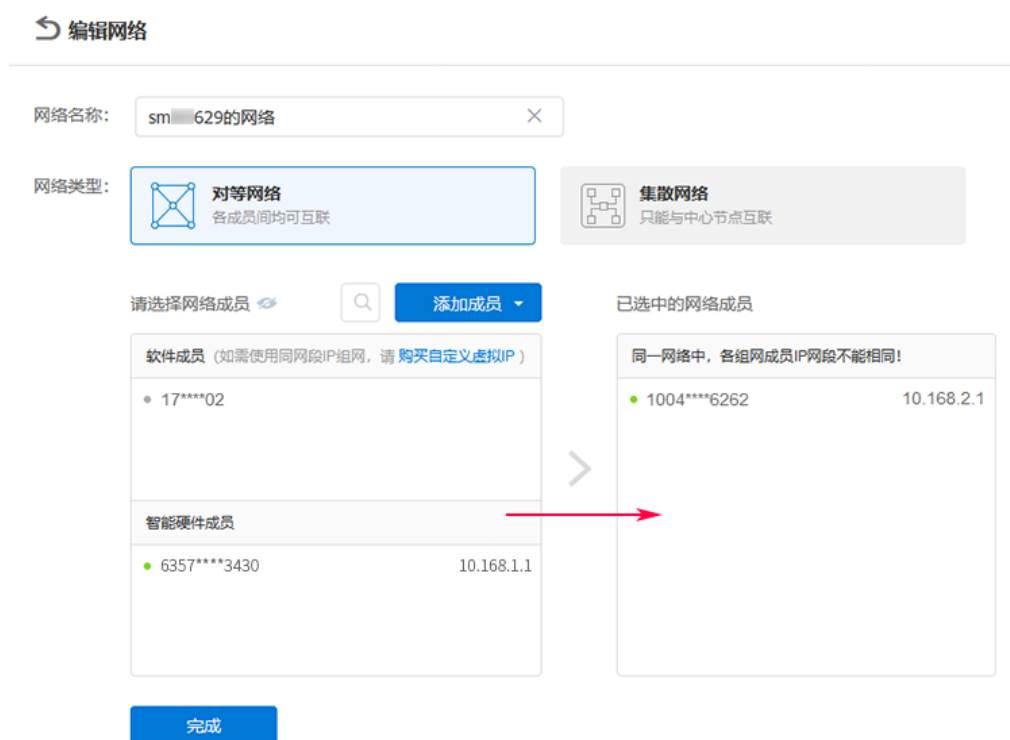 编辑网络
网络名称:
sm 629的网络
网络类型:
对等网络
各成员间均可互联
集散网络
只能与中心节点互联
请选择网络成员
添加成员
已选中的网络成员
软件成员 (如需使用同网段IP组网，请 购买自定义虚拟IP )
17****02
智能硬件成员
6357****3430 10.168.1.1
同一网络中，各组网成员IP网段不能相同!
1004****6262 10.168.2.1
完成